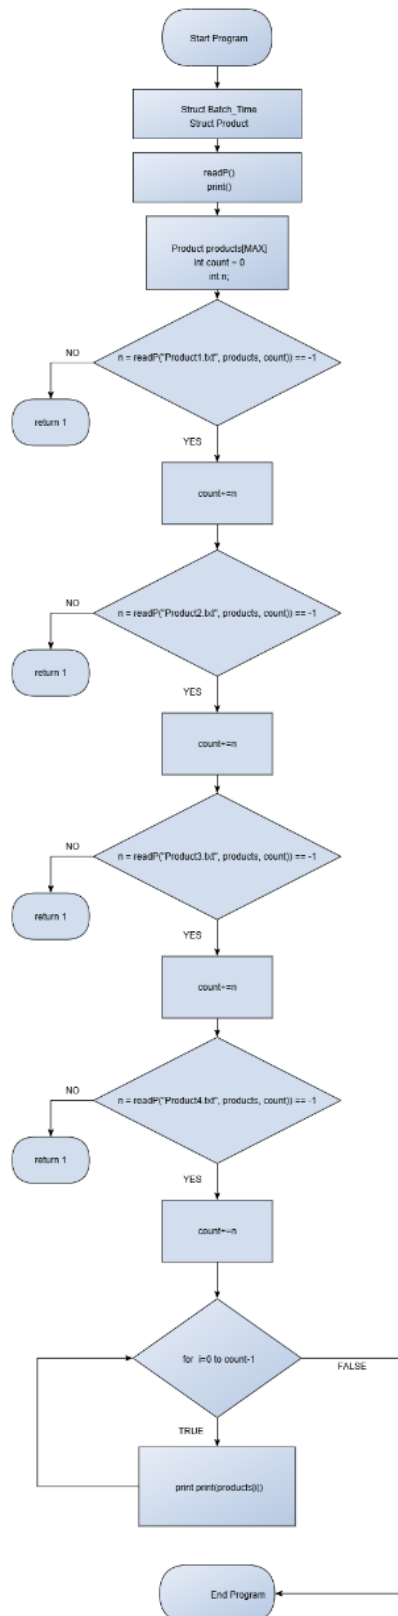 Start Program
Struct Batch_Time
Struct Product
readP()
print()
Product products[MAX]
int count = 0
int n;
n = readP("Product1.txt", products, count)) == -1
NO
return 1
YES
count+=n
n = readP("Product2.txt", products, count)) == -1
NO
return 1
YES
count+=n
n = readP("Product3.txt", products, count)) == -1
NO
return 1
YES
count+=n
n = readP("Product4.txt", products, count)) == -1
NO
return 1
YES
count+=n
for i=0 to count-1
FALSE
TRUE
print print(products[i])
End Program